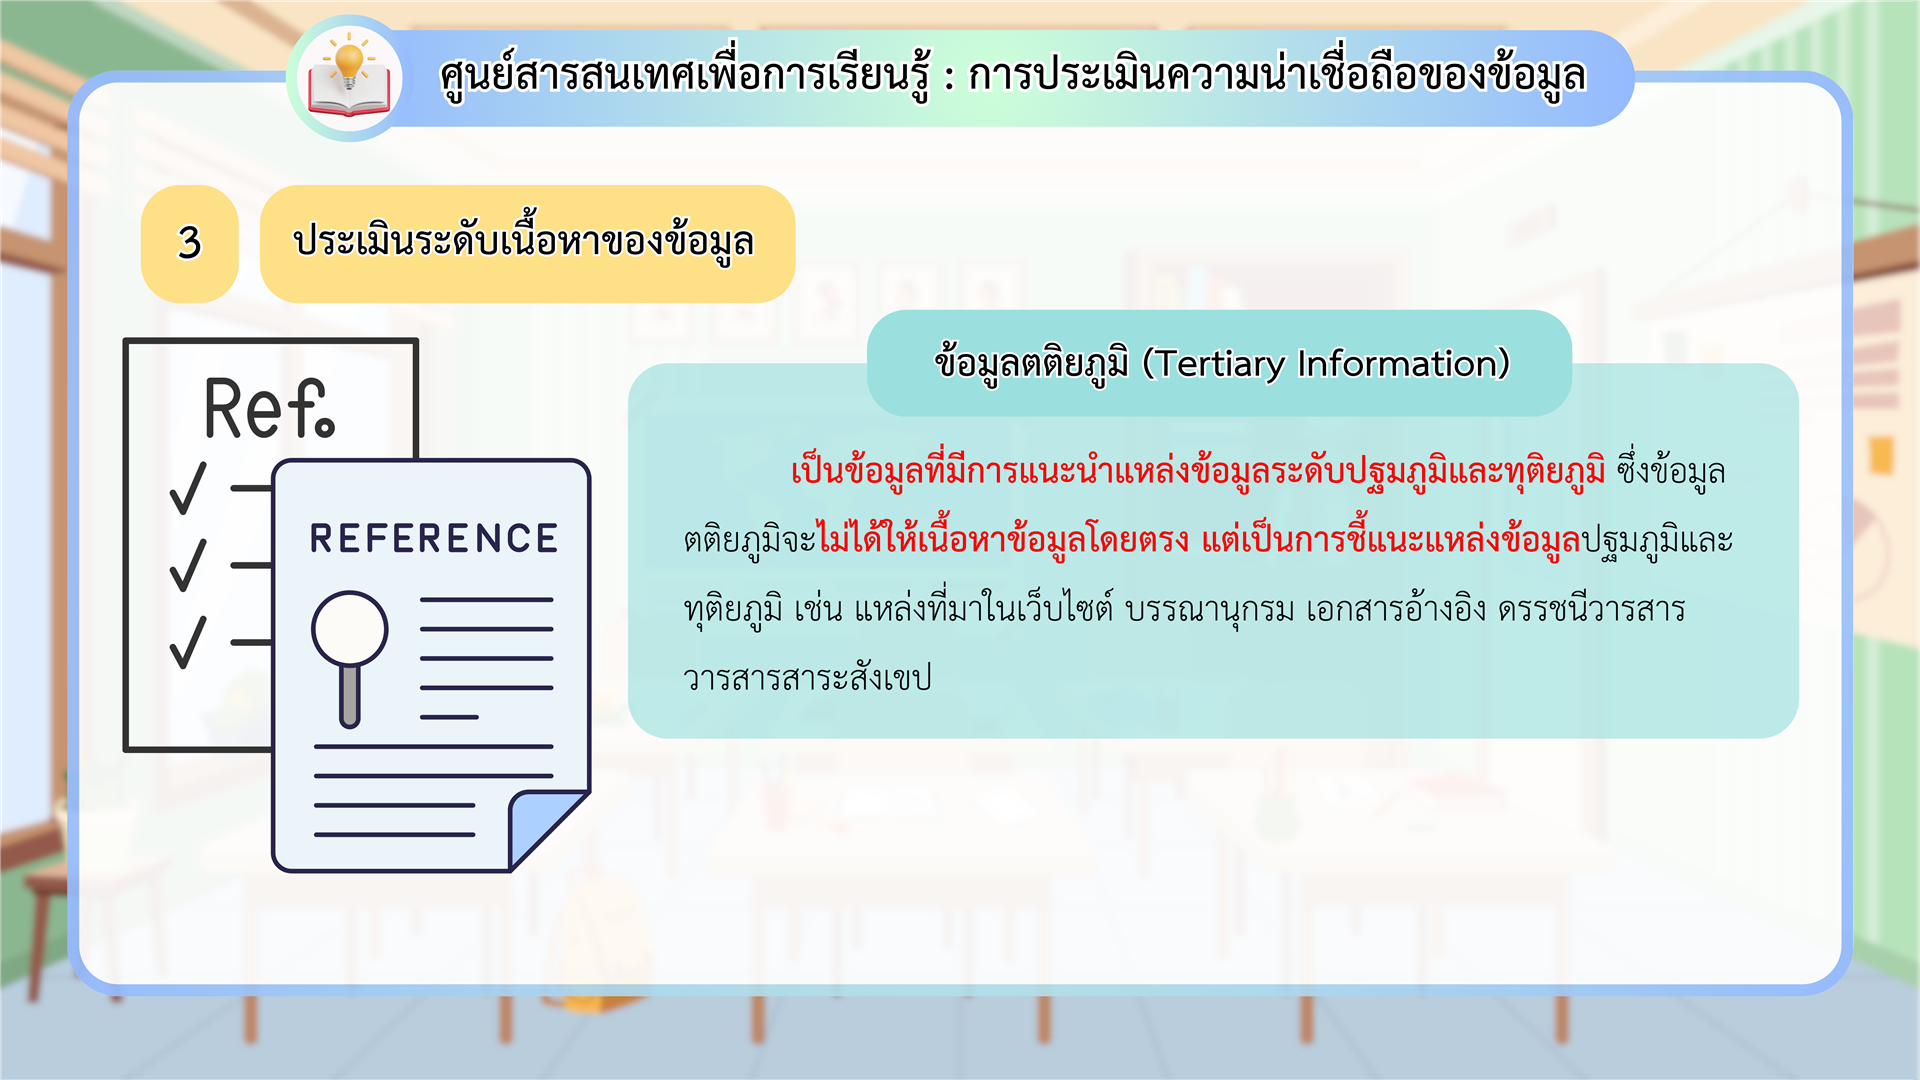 ศูนย์สารสนเทศเพื่อการเรียนรู้ : การประเมินความน่าเชื่อถือของข้อมูล
3
ประเมินระดับเนื้อหาของข้อมูล
Ref.
REFERENCE
ข้อมูลตติยภูมิ (Tertiary Information)
เป็นข้อมูลที่มีการแนะนำแหล่งข้อมูลระดับปฐมภูมิและทุติยภูมิ ซึ่งข้อมูล
ตติยภูมิจะไม่ได้ให้เนื้อหาข้อมูลโดยตรง แต่เป็นการชี้แนะแหล่งข้อมูลปฐมภูมิและ
ทุติยภูมิ เช่น แหล่งที่มาในเว็บไซต์ บรรณานุกรม เอกสารอ้างอิง ดรรชนีวารสาร
วารสารสาระสังเขป